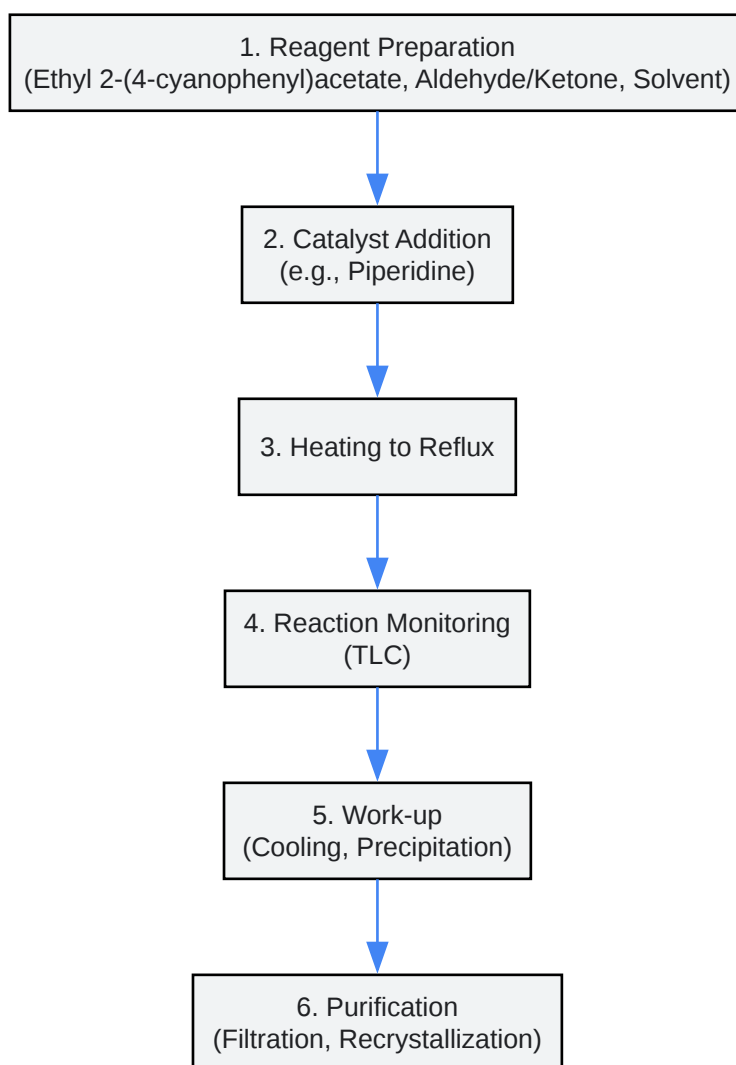 1. Reagent Preparation
(Ethyl 2-(4-cyanophenyl)acetate, Aldehyde/Ketone, Solvent)
2. Catalyst Addition
(e.g., Piperidine)
3. Heating to Reflux
4. Reaction Monitoring
(TLC)
5. Work-up
(Cooling, Precipitation)
6. Purification
(Filtration, Recrystallization)